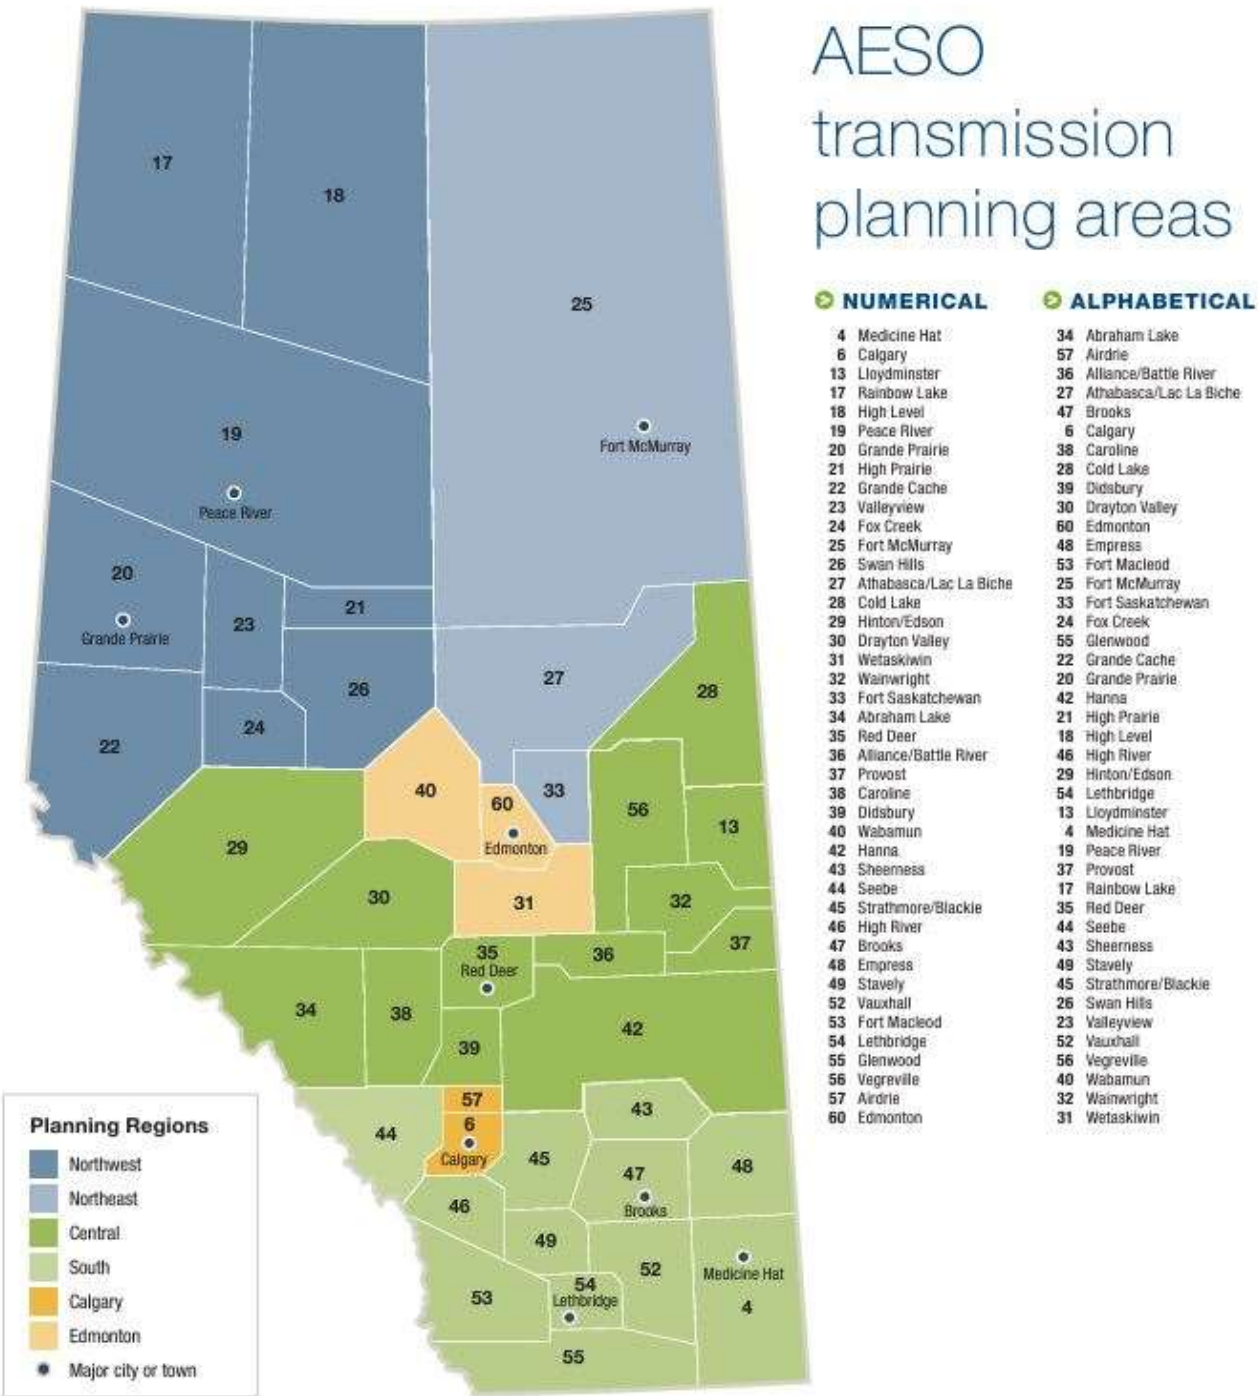 AESO
transmission
planning areas
NUMERICAL
4 Medicine Hat
6 Calgary
13 Lloydminster
17 Rainbow Lake
18 High Level
19 Peace River
20 Grande Prairie
21 High Prairie
22 Grande Cache
23 Valleyview
24 Fox Creek
25 Fort McMurray
26 Swan Hills
27 Athabasca/Lac La Biche
28 Cold Lake
29 Hinton/Edson
30 Drayton Valley
31 Wetaskiwin
32 Wainwright
33 Fort Saskatchewan
34 Abraham Lake
35 Red Deer
36 Alliance/Battle River
37 Provost
38 Caroline
39 Didsbury
40 Wabamun
42 Hanna
43 Sheerness
44 Seebe
45 Strathmore/Blackie
46 High River
47 Brooks
48 Empress
49 Stavely
52 Vauxhall
53 Fort Macleod
54 Lethbridge
55 Glenwood
56 Vegreville
57 Airdrie
60 Edmonton
ALPHABETICAL
34 Abraham Lake
57 Airdrie
36 Alliance/Battle River
27 Athabasca/Lac La Biche
47 Brooks
6 Calgary
38 Caroline
28 Cold Lake
39 Didsbury
30 Drayton Valley
60 Edmonton
48 Empress
53 Fort Macleod
25 Fort McMurray
33 Fort Saskatchewan
24 Fox Creek
55 Glenwood
22 Grande Cache
20 Grande Prairie
42 Hanna
21 High Prairie
18 High Level
46 High River
29 Hinton/Edson
54 Lethbridge
13 Lloydminster
4 Medicine Hat
19 Peace River
37 Provost
17 Rainbow Lake
35 Red Deer
44 Seebe
43 Sheerness
49 Stavely
45 Strathmore/Blackie
26 Swan Hills
23 Valleyview
52 Vauxhall
56 Vegreville
40 Wabamun
32 Wainwright
31 Wetaskiwin
17
18
25
19
Fort McMurray
Peace River
20
21
23
Grande Prairie
27
26
28
24
22
40
33
60
56
13
Edmonton
29
30
31
32
35
36
37
Red Deer
34
38
42
39
57
43
6
44
Calgary
45
48
47
46
Brooks
49
52
Medicine Hat
54
53
Lethbridge
4
55
Planning Regions
Northwest
Northeast
Central
South
Calgary
Edmonton
Major city or town